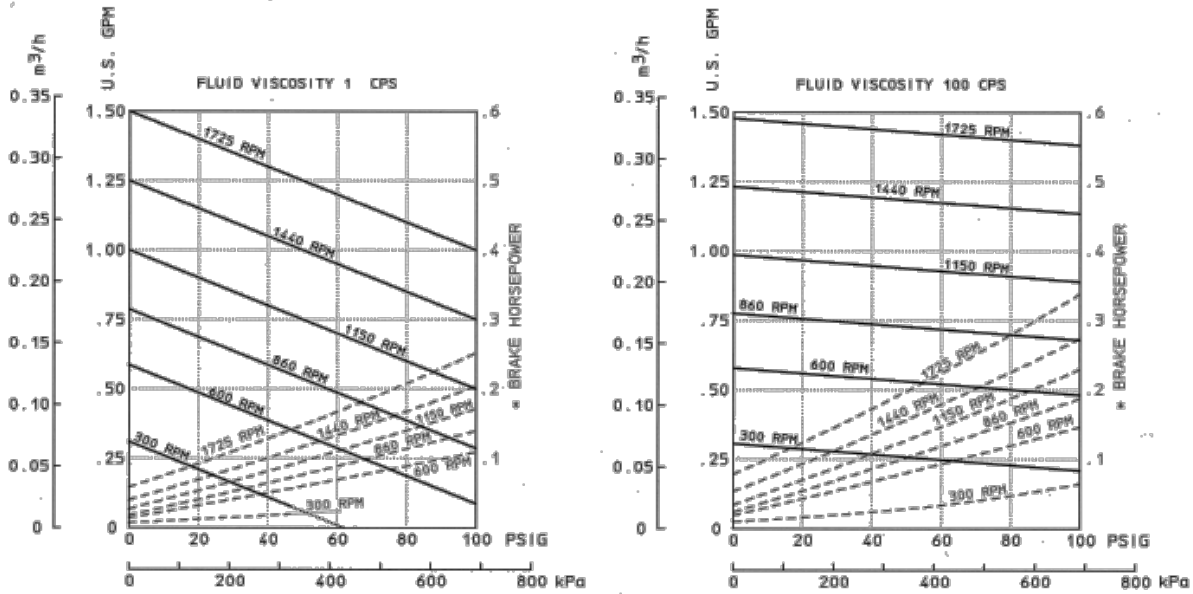 m³/h
U.S. GPM
FLUID VISCOSITY 1 CPS
0.35
0.30
0.25
0.20
0.15
0.10
0.05
0
1.50
1.25
1.00
.75
.50
.25
0
.6
.5
.4
.3
.2
.1
* BRAKE HORSEPOWER
1725 RPM
1440 RPM
1150 RPM
860 RPM
600 RPM
300 RPM
1725 RPM
1440 RPM
1150 RPM
860 RPM
600 RPM
300 RPM
0 20 40 60 80 100 PSIG
0 200 400 600 800 kPa
m³/h
U.S. GPM
FLUID VISCOSITY 100 CPS
0.35
0.30
0.25
0.20
0.15
0.10
0.05
0
1.50
1.25
1.00
.75
.50
.25
0
.6
.5
.4
.3
.2
.1
* BRAKE HORSEPOWER
1725 RPM
1440 RPM
1150 RPM
860 RPM
600 RPM
300 RPM
1725 RPM
1440 RPM
1150 RPM
860 RPM
600 RPM
300 RPM
0 20 40 60 80 100 PSIG
0 200 400 600 800 kPa